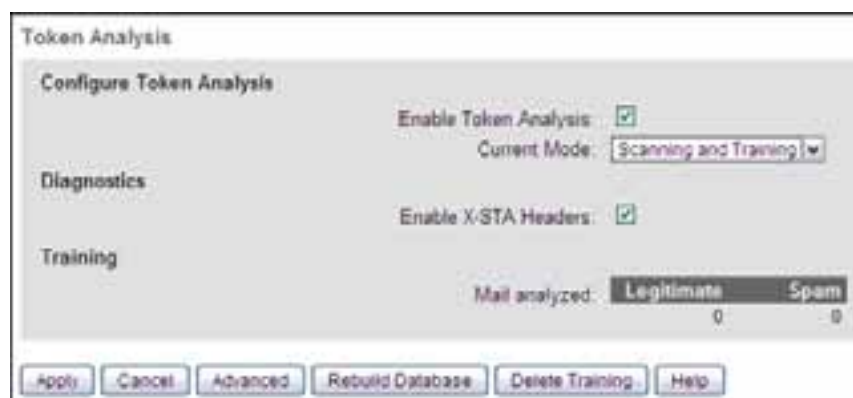 Token Analysis
Configure Token Analysis
Enable Token Analysis:
Current Mode: Scanning and Training
Diagnostics
Enable X-STA Headers:
Training
Mail analyzed: Legitimate Spam
0 0
Apply Cancel Advanced Rebuild Database Delete Training Help